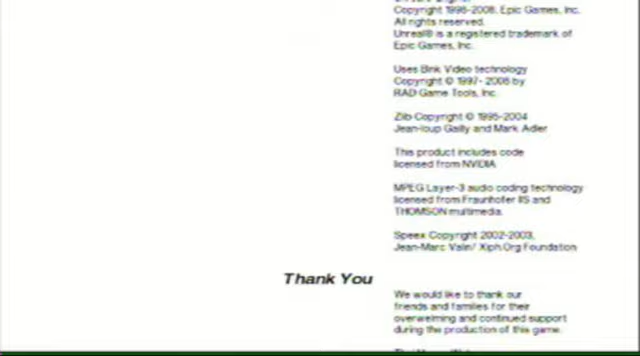 Copyright 1998-2008, Epic Games, Inc.
All rights reserved.
Unreal® is a registered trademark of
Epic Games, Inc.
Uses Bink Video technology
Copyright © 1997-2008 by
RAD Game Tools, Inc.
Zlib Copyright © 1995-2004
Jean-loup Gailly and Mark Adler
This product includes code
licensed from NVIDIA
MPEG Layer-3 audio coding technology
licensed from Fraunhofer IIS and
THOMSON multimedia.
Speex Copyright 2002-2003,
Jean-Marc Valin/ Xiph.Org Foundation
Thank You
We would like to thank our
friends and families for their
overwelming and continued support
during the production of this game.